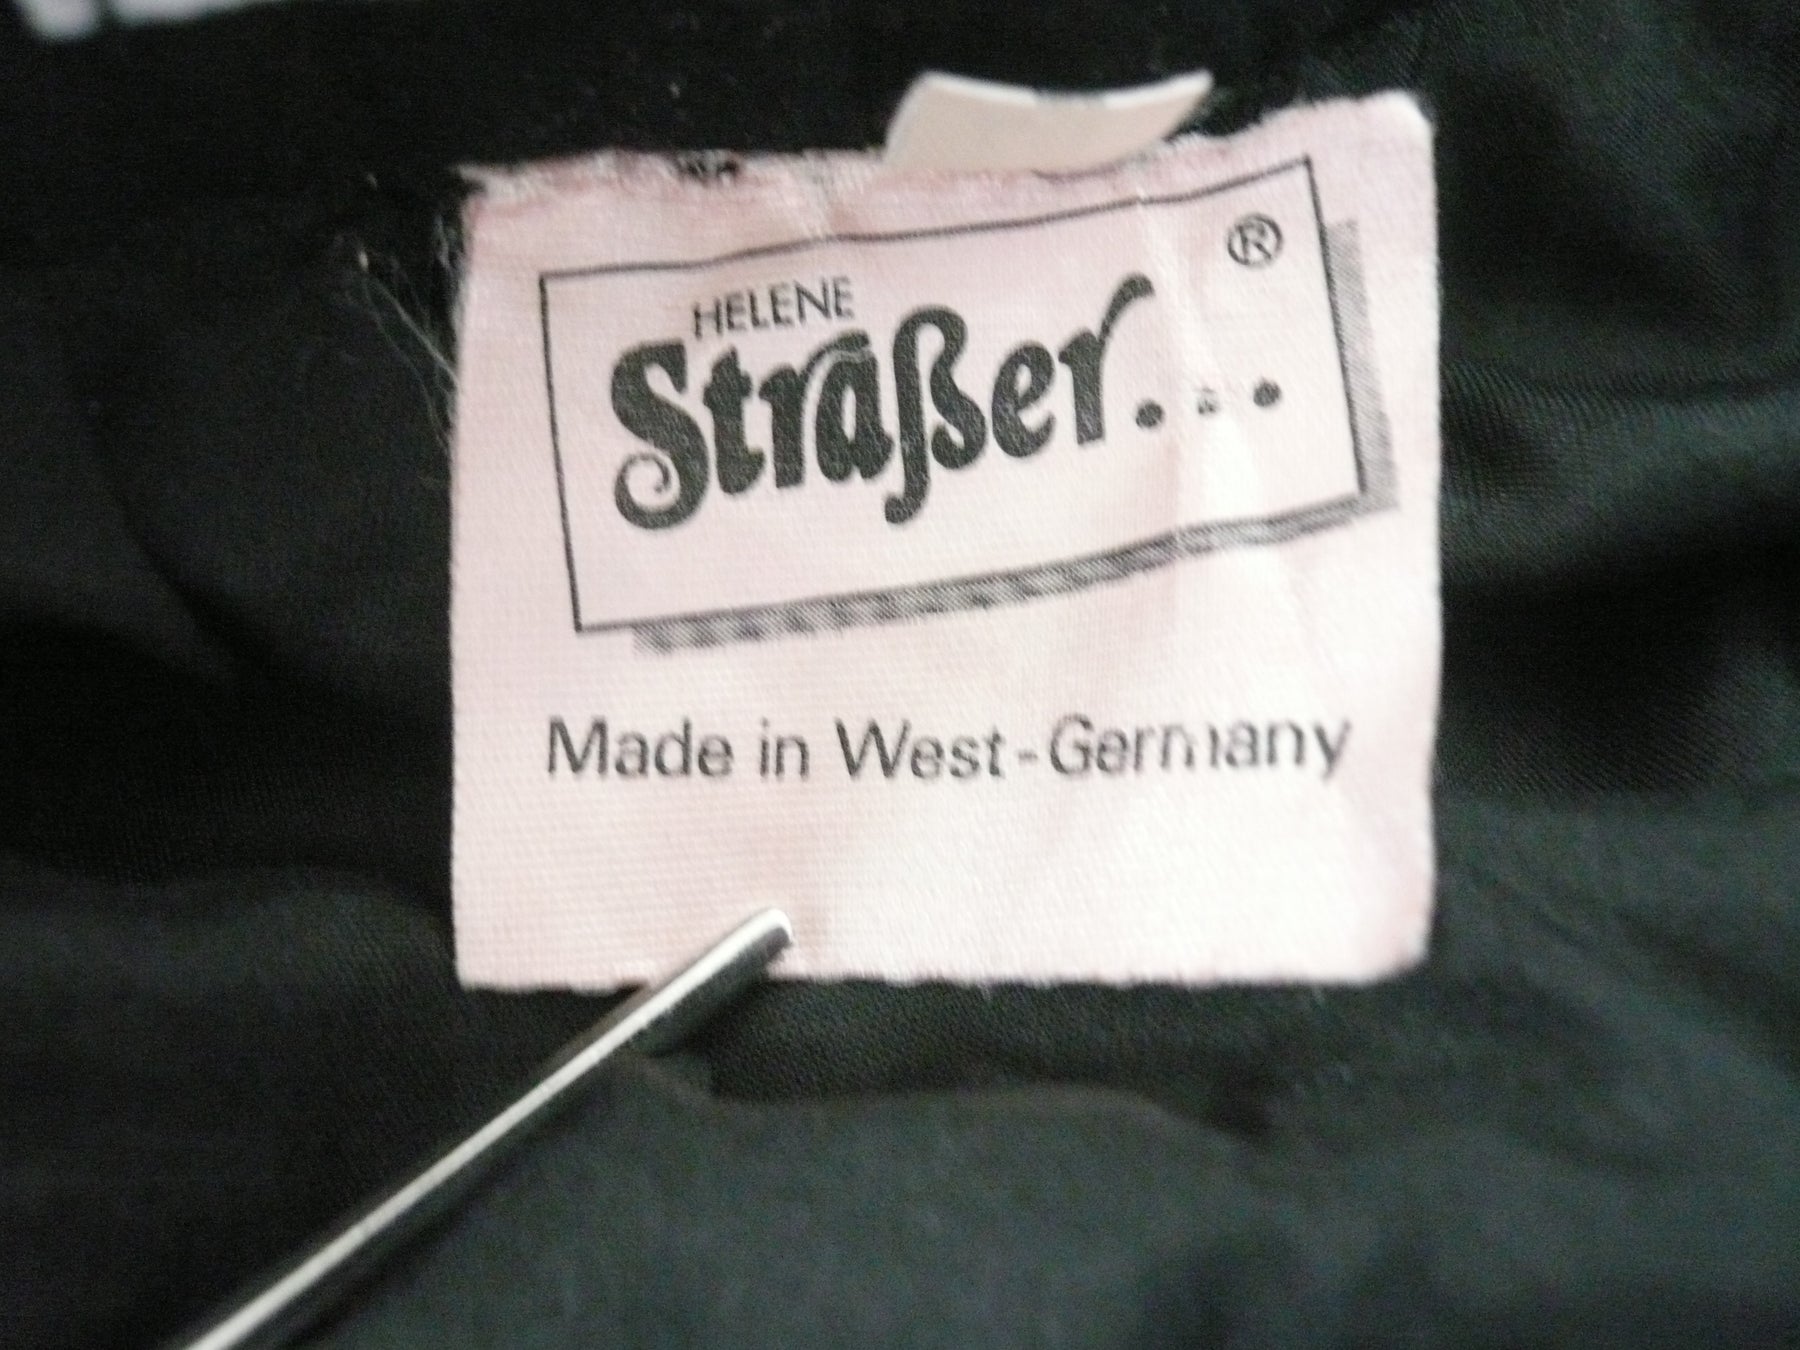 ®
HELENE
Straßer...
Made in West-Germany